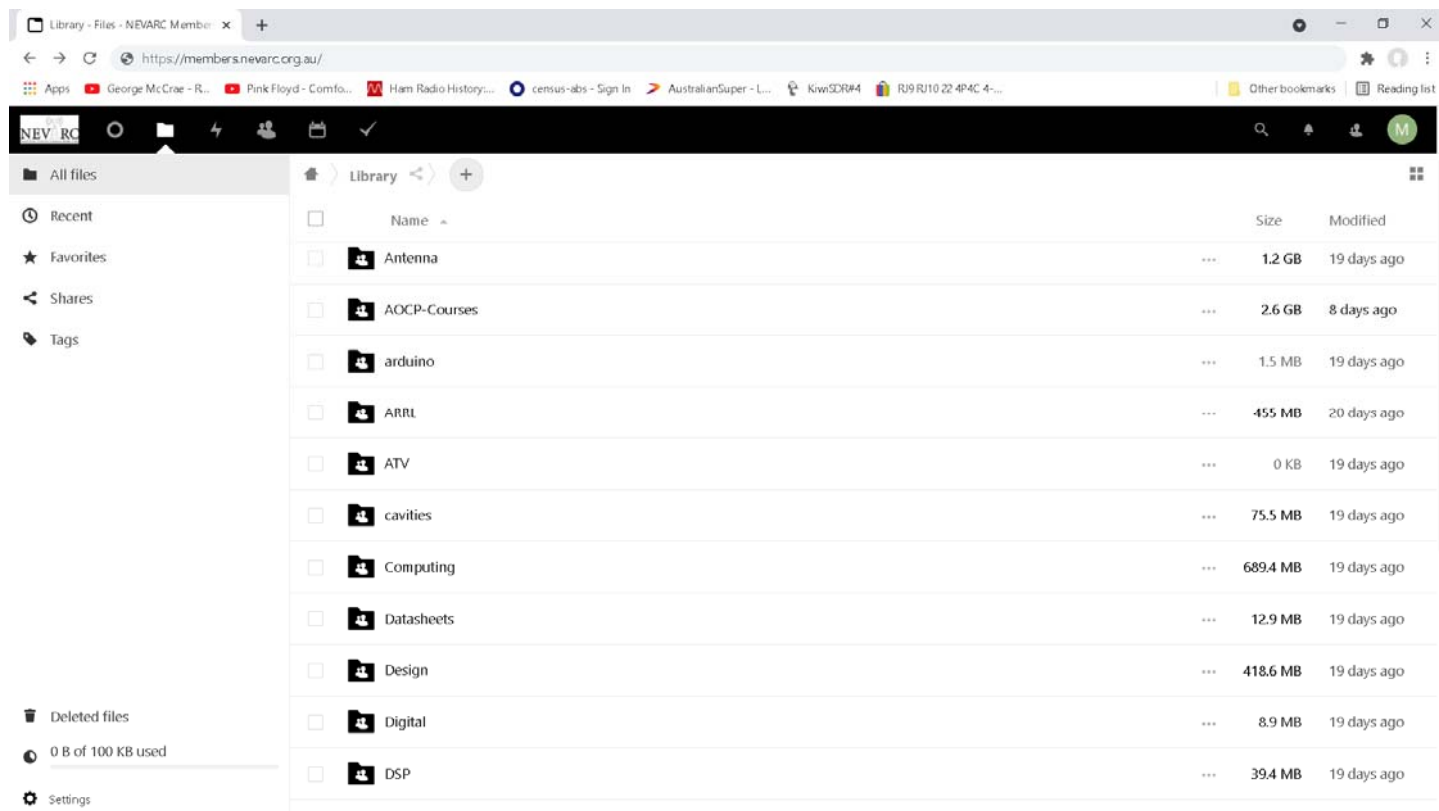 Library - Files - NEVARC Member
https://members.nevarc.org.au/
Apps George McCrae - R... Pink Floyd - Comfo... Ham Radio History:... census-abs - Sign In AustralianSuper - L... KiwiSDR#4 RJ9 RJ10 22 4P4C 4-... Other bookmarks Reading list
NEVARC M
All files Library
Recent Name Size Modified
Favorites Antenna 1.2 GB 19 days ago
Shares AOCP-Courses 2.6 GB 8 days ago
Tags arduino 1.5 MB 19 days ago
ARRL 455 MB 20 days ago
ATV 0 KB 19 days ago
cavities 75.5 MB 19 days ago
Computing 689.4 MB 19 days ago
Datasheets 12.9 MB 19 days ago
Design 418.6 MB 19 days ago
Deleted files Digital 8.9 MB 19 days ago
0 B of 100 KB used
DSP 39.4 MB 19 days ago
Settings